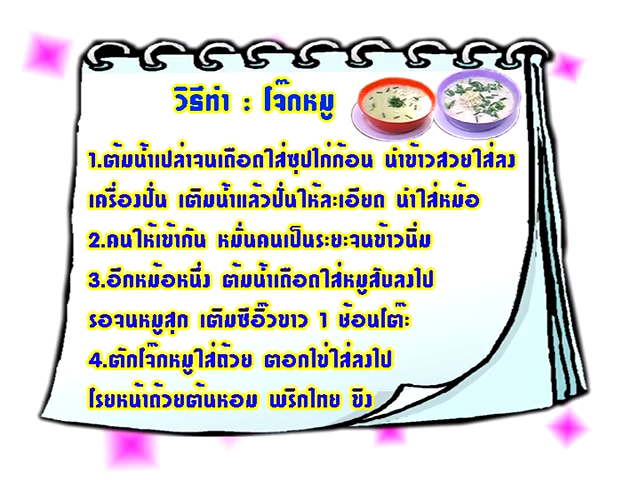 วิธีทำ : โจ๊กหมู
1.ต้มน้ำเปล่าจนเดือดใส่ซุปไก่ก้อน นำข้าวสวยใส่ลง
เครื่องปั่น เติมน้ำแล้วปั่นให้ละเอียด นำใส่หม้อ
2.คนให้เข้ากัน หมั่นคนเป็นระยะจนข้าวนิ่ม
3.อีกหม้อหนึ่ง ต้มน้ำเดือดใส่หมูสับลงไป
รอจนหมูสุก เติมซีอิ๊วขาว 1 ช้อนโต๊ะ
4.ตักโจ๊กหมูใส่ถ้วย ตอกไข่ใส่ลงไป
โรยหน้าด้วยต้นหอม พริกไทย ขิง